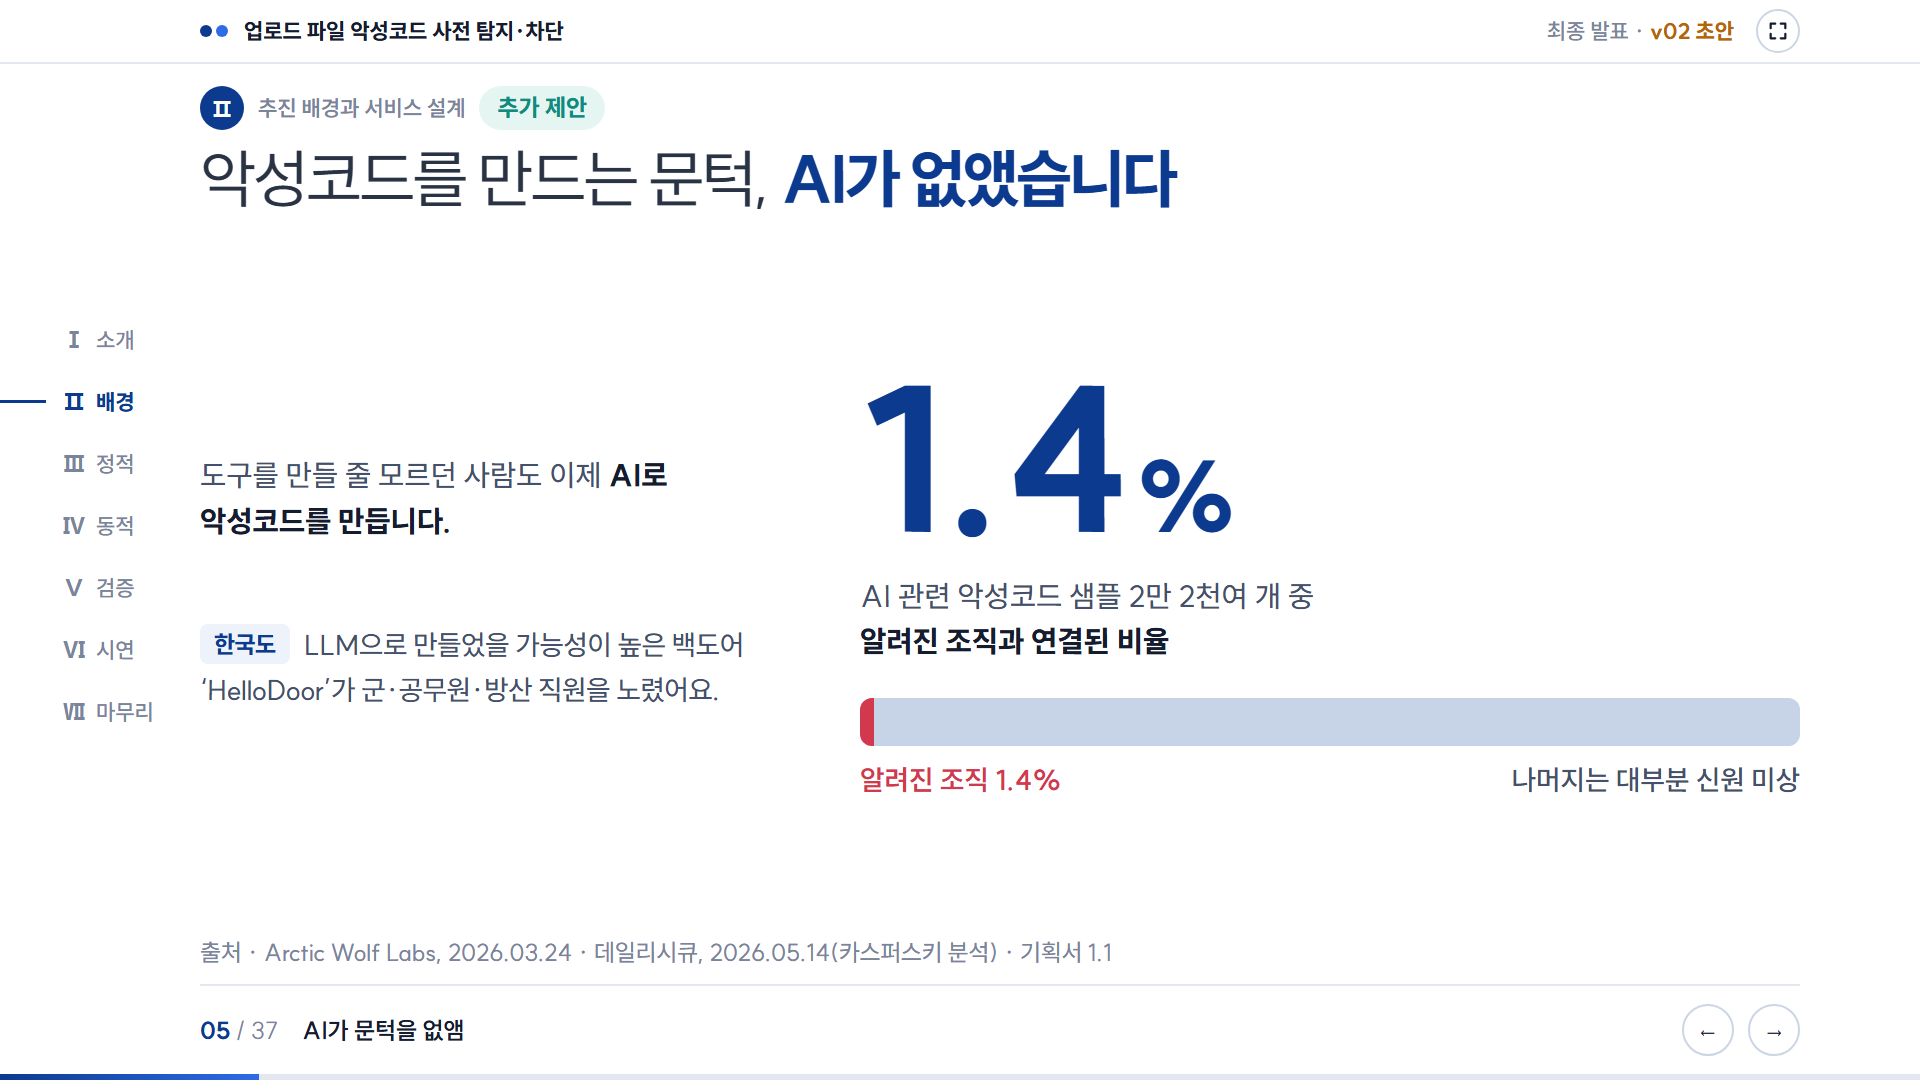 업로드 파일 악성코드 사전 탐지·차단
최종 발표 · v02 초안
Ⅱ 추진 배경과 서비스 설계 추가 제안
악성코드를 만드는 문턱, AI가 없앴습니다
Ⅰ 소개
Ⅱ 배경
Ⅲ 정적
Ⅳ 동적
Ⅴ 검증
Ⅵ 시연
Ⅶ 마무리
도구를 만들 줄 모르던 사람도 이제 AI로
악성코드를 만듭니다.
한국도 LLM으로 만들었을 가능성이 높은 백도어
‘HelloDoor’가 군·공무원·방산 직원을 노렸어요.
1.4%
AI 관련 악성코드 샘플 2만 2천여 개 중
알려진 조직과 연결된 비율
알려진 조직 1.4%
나머지는 대부분 신원 미상
출처 · Arctic Wolf Labs, 2026.03.24 · 데일리시큐, 2026.05.14(카스퍼스키 분석) · 기획서 1.1
05 / 37 AI가 문턱을 없앰
← →